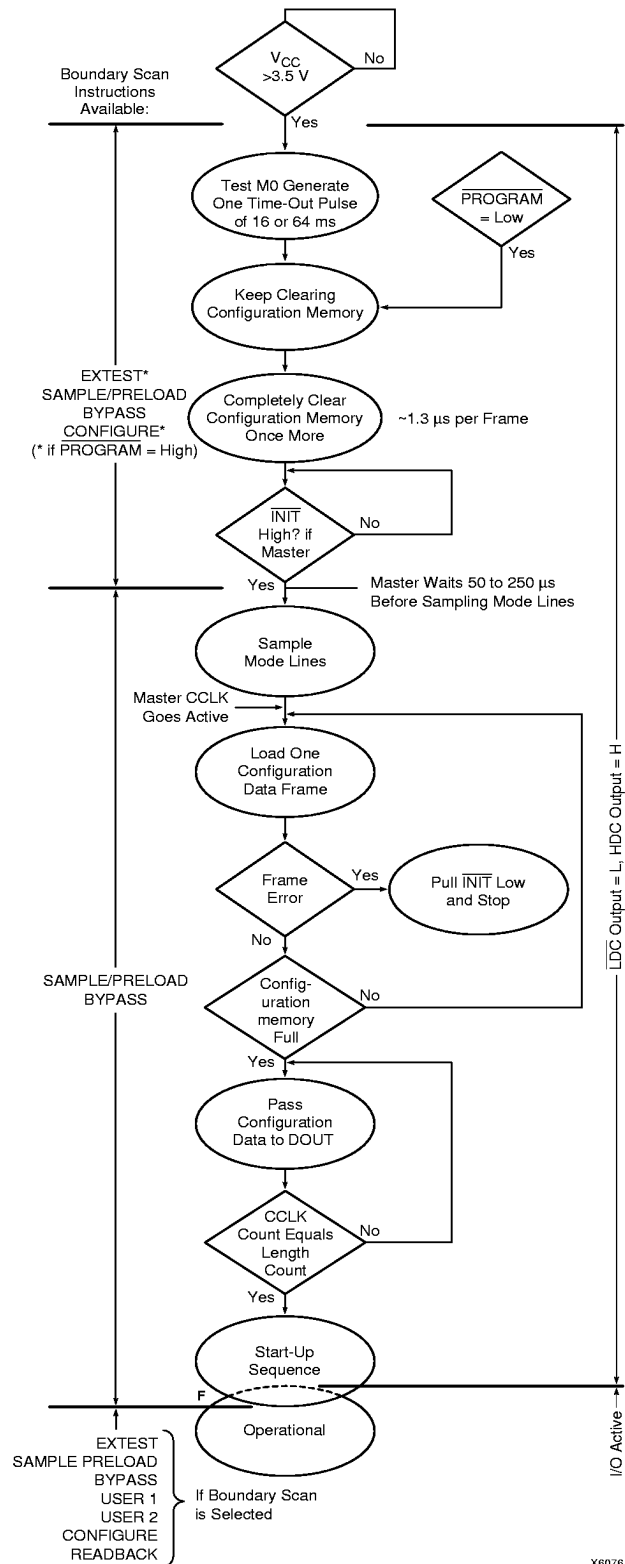 V_CC
>3.5 V
No
Boundary Scan
Instructions
Available:
Yes
Test M0 Generate
One Time-Out Pulse
of 16 or 64 ms
PROGRAM
= Low
Yes
Keep Clearing
Configuration Memory
EXTEST*
SAMPLE/PRELOAD
BYPASS
CONFIGURE*
(* if PROGRAM = High)
Completely Clear
Configuration Memory
Once More
~1.3 µs per Frame
INIT
High? if
Master
No
Yes
Master Waits 50 to 250 µs
Before Sampling Mode Lines
Sample
Mode Lines
Master CCLK
Goes Active
Load One
Configuration
Data Frame
LDC Output = L, HDC Output = H
Frame
Error
Yes
Pull INIT Low
and Stop
No
SAMPLE/PRELOAD
BYPASS
Config-
uration
memory
Full
No
Yes
Pass
Configuration
Data to DOUT
CCLK
Count Equals
Length
Count
No
Yes
Start-Up
Sequence
F
Operational
I/O Active
EXTEST
SAMPLE PRELOAD
BYPASS
USER 1
USER 2
CONFIGURE
READBACK
If Boundary Scan
is Selected
X6076